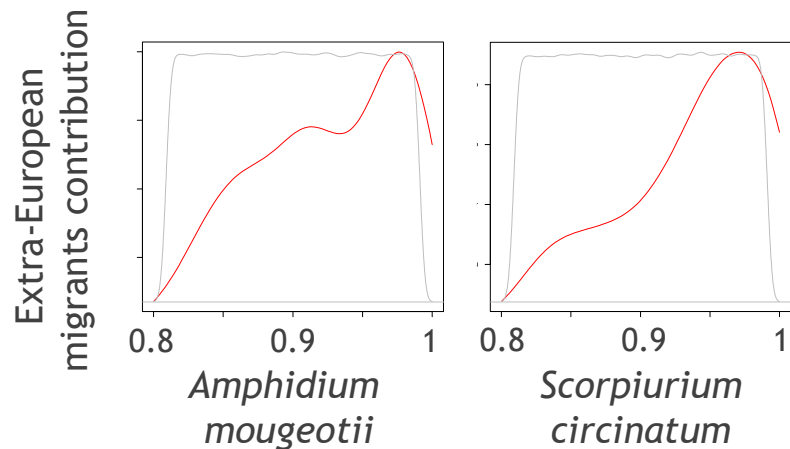 Extra-European
migrants contribution
0.8 0.9 1
0.8 0.9 1
Amphidium
mougeotii
Scorpiurium
circinatum